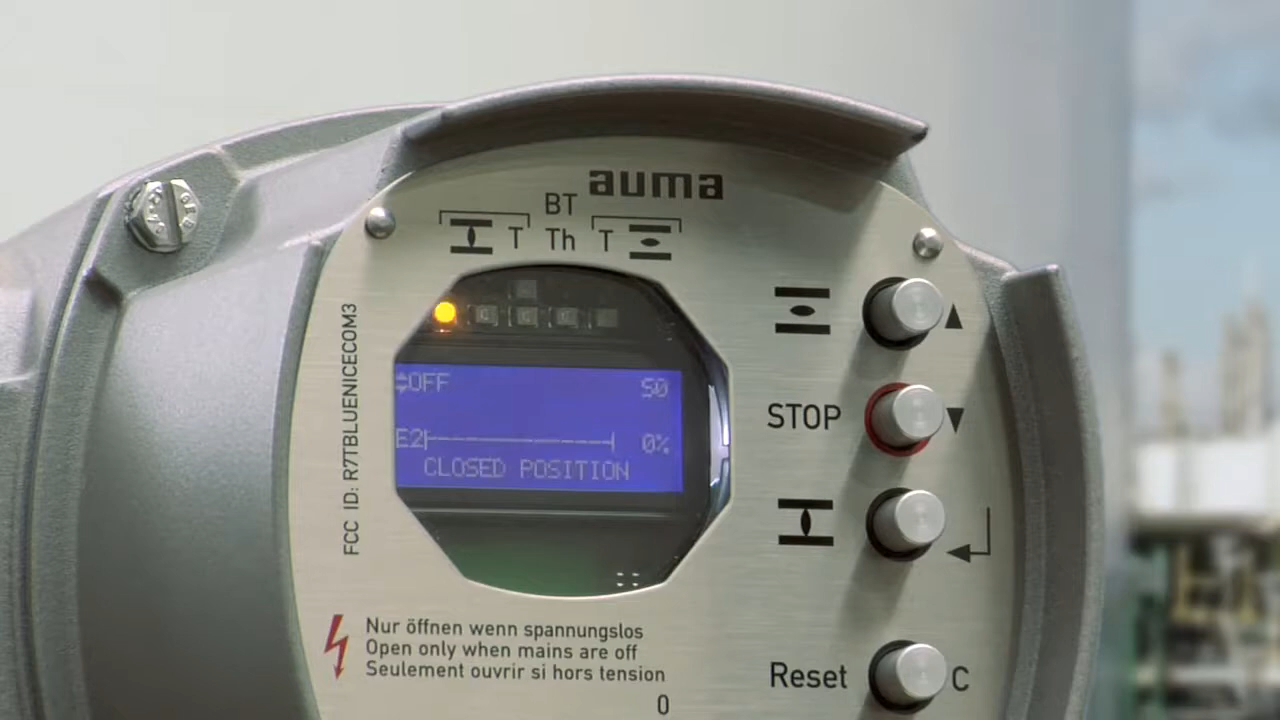 auma
BT
T Th T
FCC ID: R7TBLUENICECOM3
OFF S0
E2 0%
CLOSED POSITION
STOP
Nur öffnen wenn spannungslos
Open only when mains are off
Seulement ouvrir si hors tension
Reset C
0